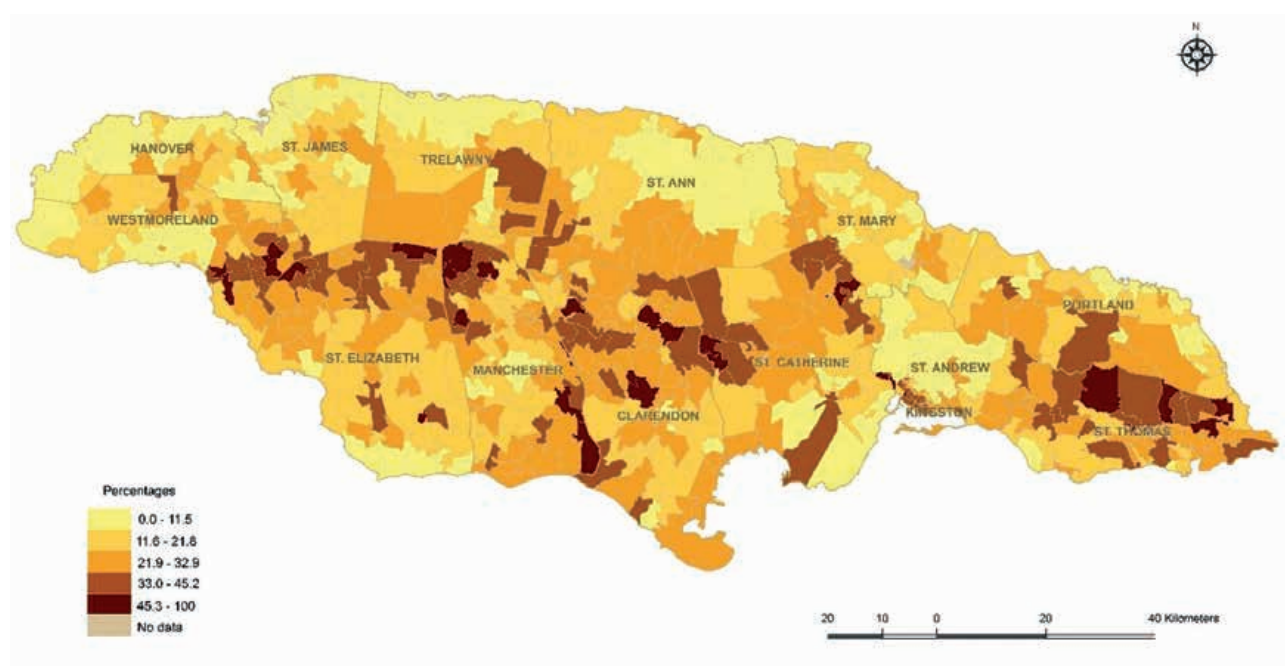 N
HANOVER
ST. JAMES
TRELAWNY
ST. ANN
WESTMORELAND
ST. MARY
PORTLAND
ST. ELIZABETH
MANCHESTER
ST. CATHERINE
ST. ANDREW
CLARENDON
KINGSTON
ST. THOMAS
Percentages
0.0 - 11.5
11.6 - 21.8
21.9 - 32.9
33.0 - 45.2
45.3 - 100
No data
20 10 0 20 40 Kilometers